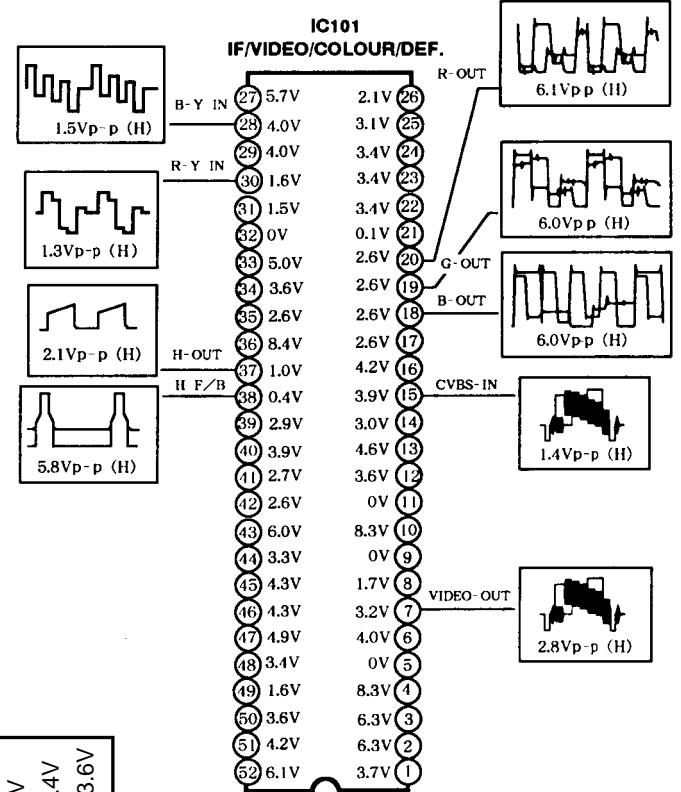 IC101
IF/VIDEO/COLOUR/DEF.
R-OUT
6.1Vp p (H)
27 5.7V 2.1V 26
B-Y IN
1.5Vp-p (H)
28 4.0V 3.1V 25
29 4.0V 3.4V 24
R-Y IN
30 1.6V 3.4V 23
31 1.5V 3.4V 22
6.0Vp p (H)
1.3Vp-p (H)
32 0V 0.1V 21
33 5.0V 2.6V 20
G-OUT
34 3.6V 2.6V 19
B-OUT
35 2.6V 2.6V 18
36 8.4V 2.6V 17
6.0Vp-p (H)
2.1Vp-p (H)
H-OUT
37 1.0V 4.2V 16
H F/B
CVBS-IN
38 0.4V 3.9V 15
39 2.9V 3.0V 14
40 3.9V 4.6V 13
1.4Vp-p (H)
5.8Vp-p (H)
41 2.7V 3.6V 12
42 2.6V 0V 11
43 6.0V 8.3V 10
44 3.3V 0V 9
45 4.3V 1.7V 8
VIDEO-OUT
46 4.3V 3.2V 7
47 4.9V 4.0V 6
2.8Vp-p (H)
48 3.4V 0V 5
49 1.6V 8.3V 4
50 3.6V 6.3V 3
51 4.2V 6.3V 2
52 6.1V 3.7V 1
3.6V